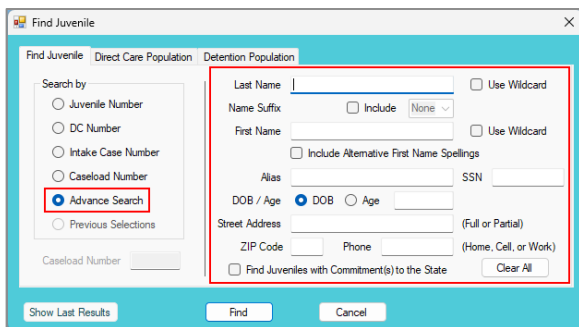 Find Juvenile
Find Juvenile Direct Care Population Detention Population
Search by
Juvenile Number
DC Number
Intake Case Number
Caseload Number
Advance Search
Previous Selections
Caseload Number
Last Name Use Wildcard
Name Suffix Include None
First Name Use Wildcard
Include Alternative First Name Spellings
Alias SSN
DOB / Age DOB Age
Street Address (Full or Partial)
ZIP Code Phone (Home, Cell, or Work)
Find Juveniles with Commitment(s) to the State Clear All
Show Last Results Find Cancel